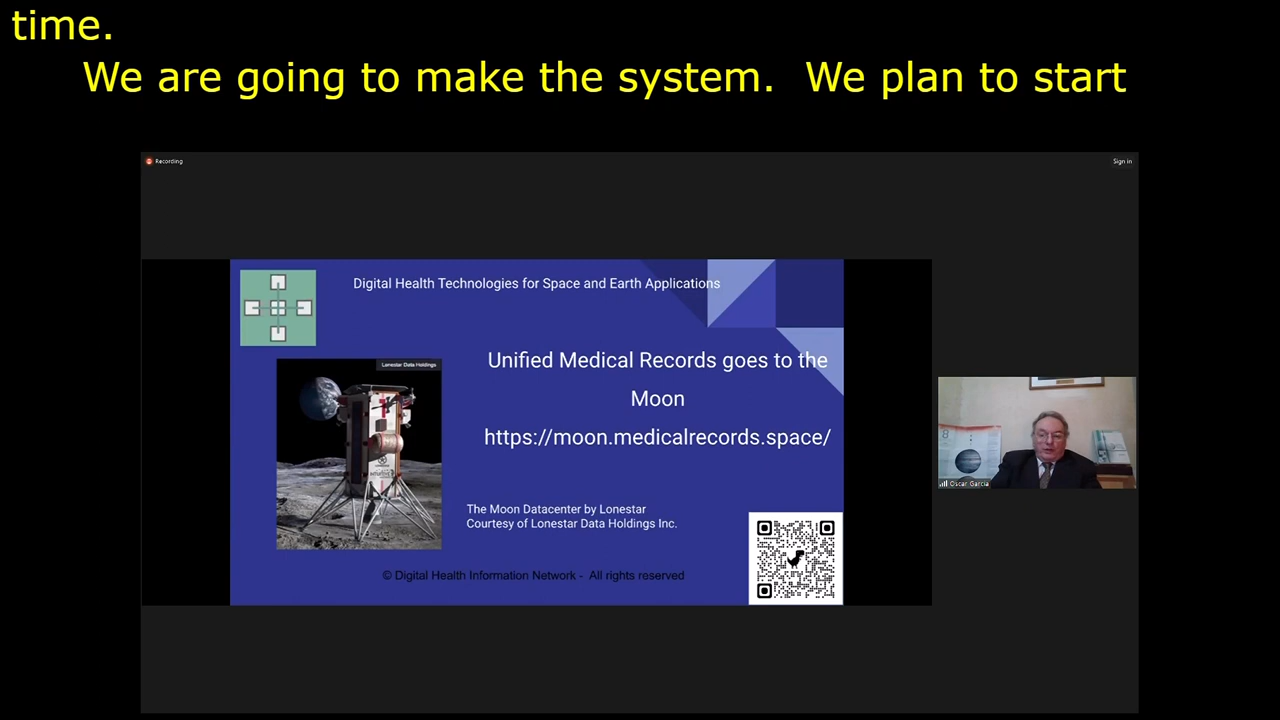 time.
We are going to make the system.  We plan to start
Recording
Sign in
Digital Health Technologies for Space and Earth Applications
Lonestar Data Holdings
Unified Medical Records goes to the
Moon
https://moon.medicalrecords.space/
The Moon Datacenter by Lonestar
Courtesy of Lonestar Data Holdings Inc.
© Digital Health Information Network -  All rights reserved
8
Oscar Garcia